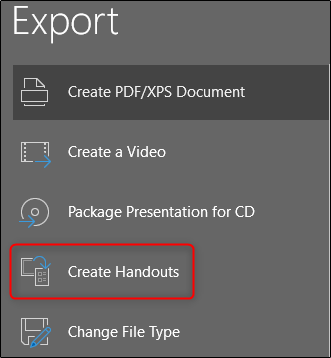 Export
Create PDF/XPS Document
Create a Video
Package Presentation for CD
Create Handouts
Change File Type